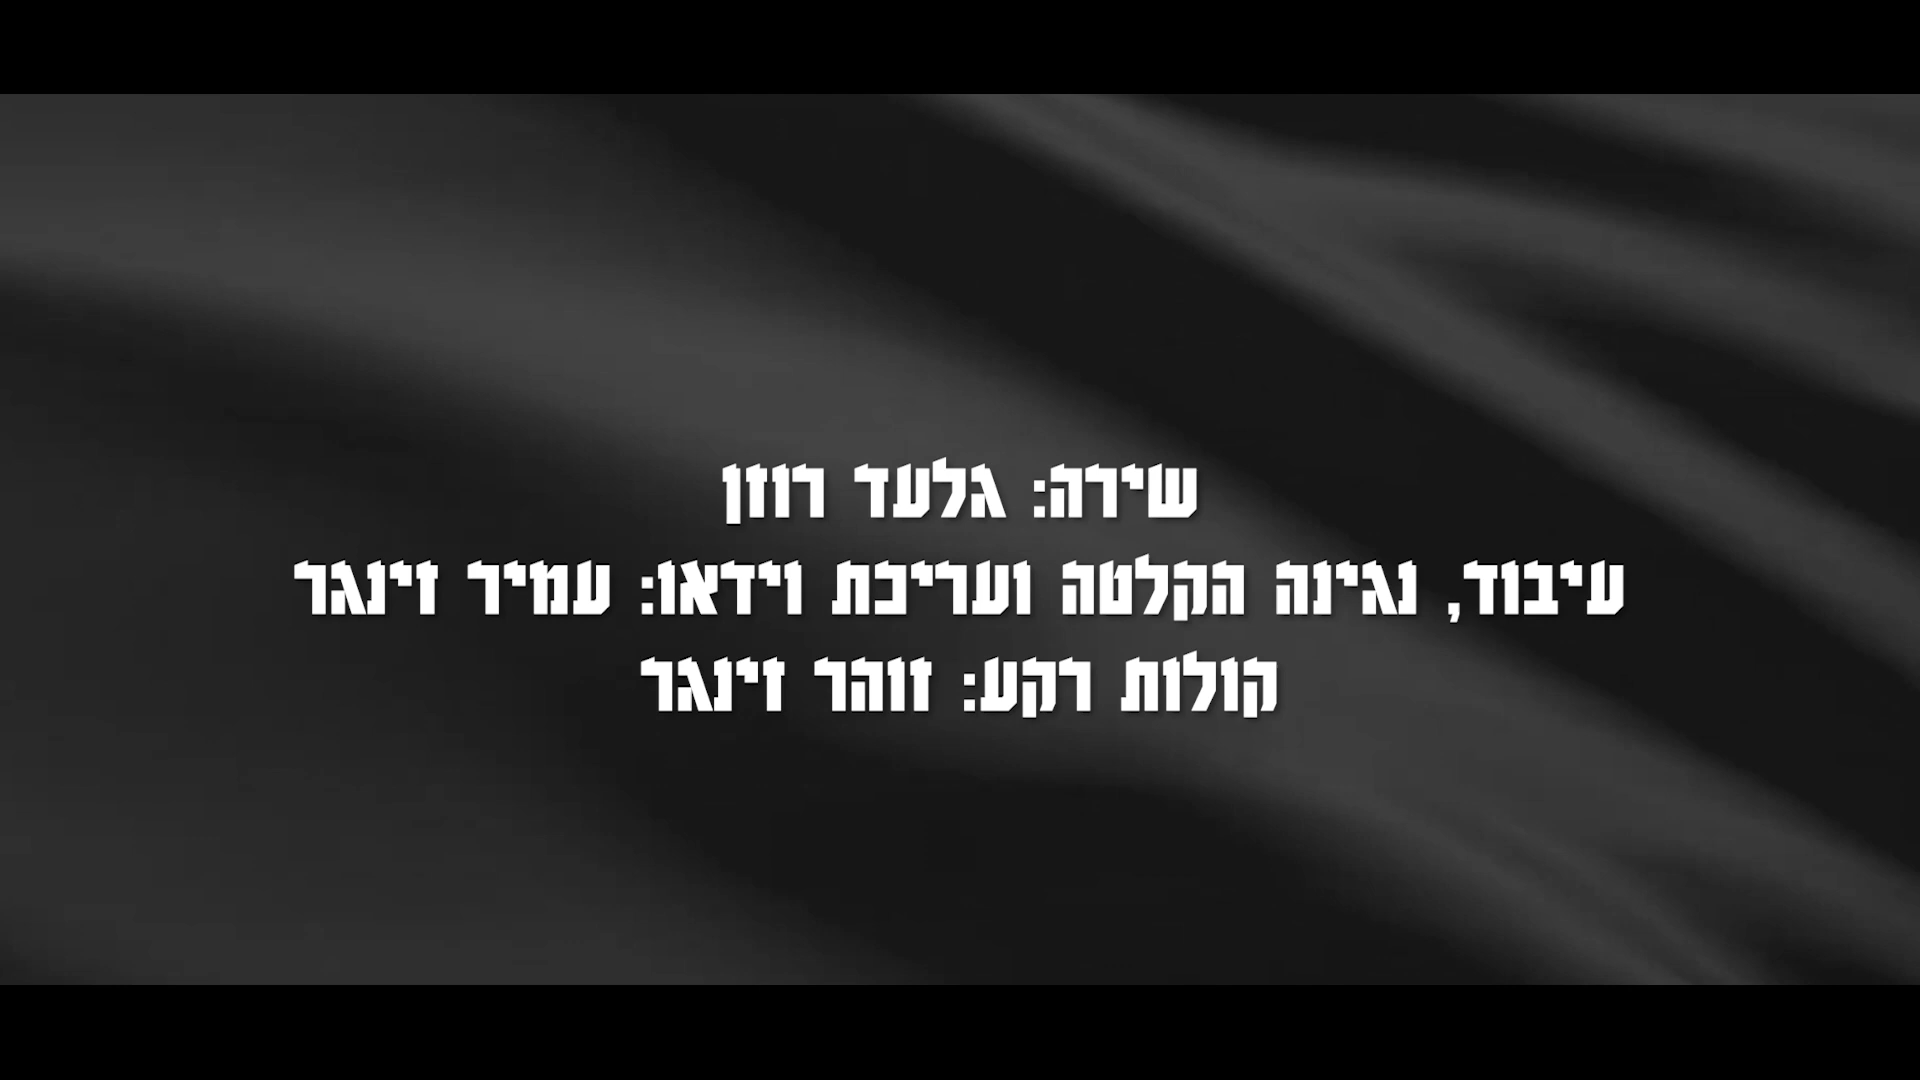 שירה: גלעד רוזן
עיבוד, נגינה הקלטה ועריכת וידאו: עמיר זינגר
קולות רקע: זוהר זינגר